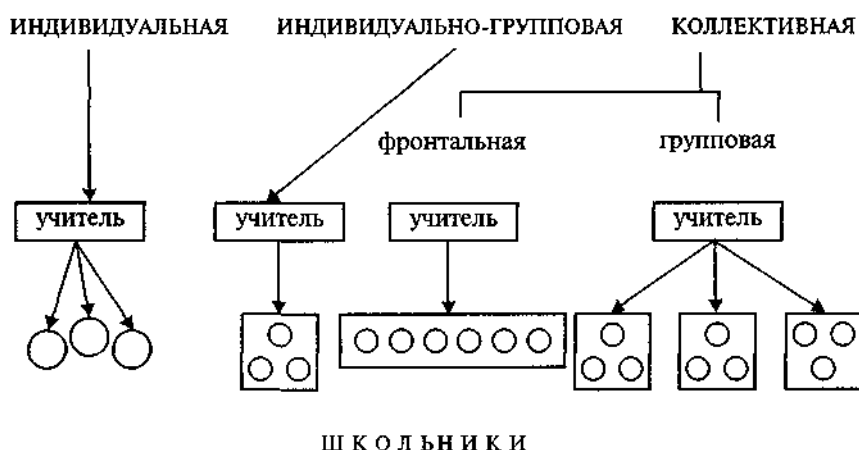 ИНДИВИДУАЛЬНАЯ ИНДИВИДУАЛЬНО-ГРУППОВАЯ КОЛЛЕКТИВНАЯ
фронтальная групповая
учитель учитель учитель учитель
ШКОЛЬНИКИ